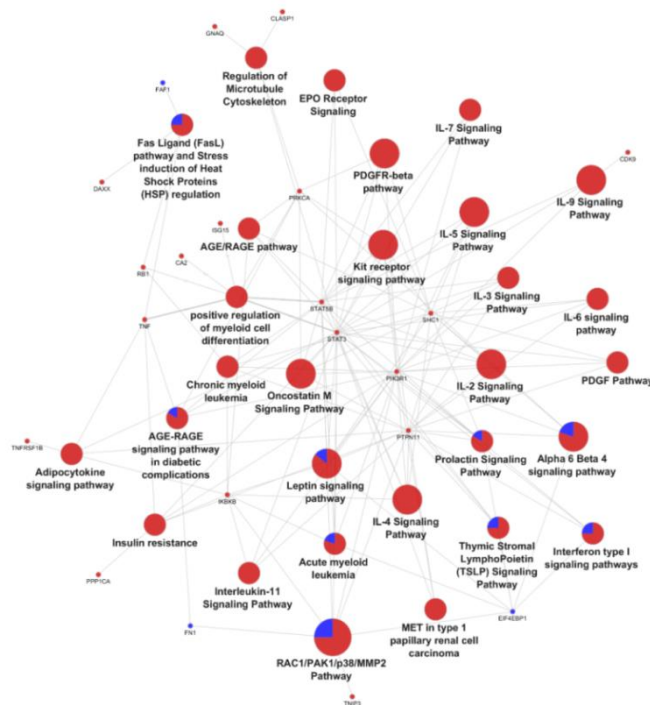 CLASP1
GNAQ
Regulation of
Microtubule
Cytoskeleton
EPO Receptor
Signaling
FAF1
IL-7 Signaling
Pathway
Fas Ligand (FasL)
pathway and Stress
induction of Heat
Shock Proteins
(HSP) regulation
PDGFR-beta
pathway
CDK9
DAXX
PRKCA
IL-9 Signaling
Pathway
ISG15
AGE/RAGE pathway
IL-5 Signaling
Pathway
Kit receptor
signaling pathway
CA2
RB1
IL-3 Signaling
Pathway
positive regulation
of myeloid cell
differentiation
STAT5B
SHC1
IL-6
signaling
pathway
TNF
STAT3
PIK3R1
Chronic myeloid
leukemia
Oncostatin M
Signaling Pathway
IL-2 Signaling
Pathway
PDGF Pathway
AGE-RAGE
signaling pathway
in diabetic
complications
PTPN11
TNFRSF1B
Adipocytokine
signaling pathway
Prolactin Signaling
Pathway
Alpha 6 Beta 4
signaling pathway
Leptin signaling
pathway
IKBKB
IL-4 Signaling
Pathway
Insulin resistance
Acute myeloid
leukemia
Thymic Stromal
LymphoPoietin
(TSLP) Signaling
Pathway
Interferon type I
signaling pathways
PPP1CA
Interleukin-11
Signaling Pathway
FN1
EIF4EBP1
MET in type 1
papillary renal cell
carcinoma
RAC1/PAK1/p38/MMP2
Pathway